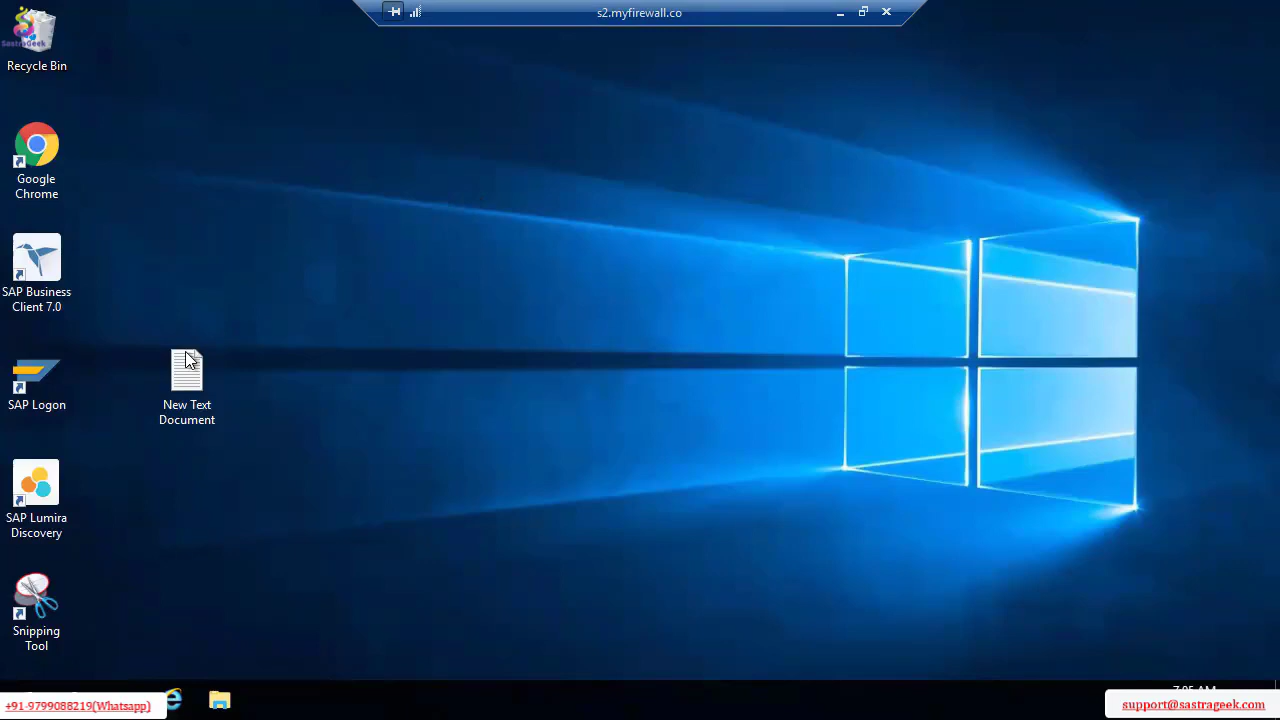 s2.myfirewall.co
SastraGeek
Recycle Bin
Google
Chrome
SAP Business
Client 7.0
SAP Logon
New Text
Document
SAP Lumira
Discovery
Snipping
Tool
+91-9799088219(Whatsapp)
support@sastrageek.com